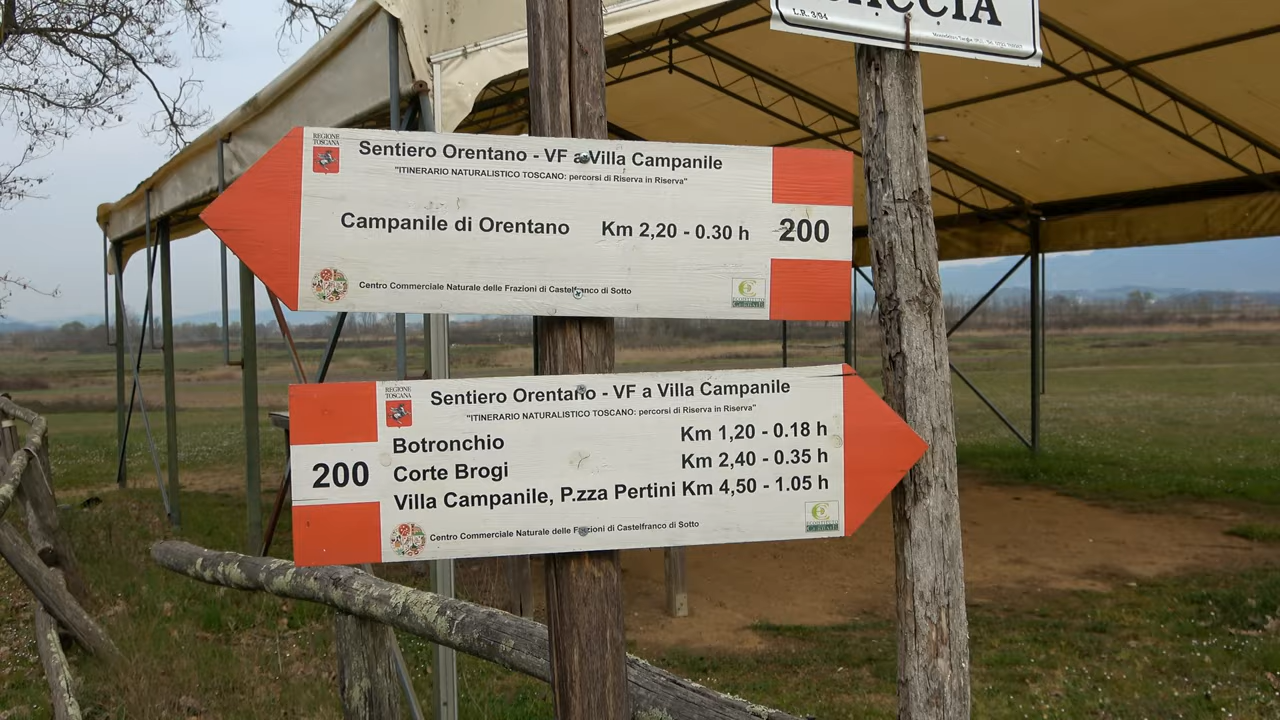 CACCIA
L.R. 3/94
REGIONE
TOSCANA
Sentiero Orentano - VF a Villa Campanile
"ITINERARIO NATURALISTICO TOSCANO: percorsi di Riserva in Riserva"
Campanile di Orentano Km 2,20 - 0.30 h
200
Centro Commerciale Naturale delle Frazioni di Castelfranco di Sotto
REGIONE
TOSCANA
Sentiero Orentano - VF a Villa Campanile
"ITINERARIO NATURALISTICO TOSCANO: percorsi di Riserva in Riserva"
200
Botronchio Km 1,20 - 0.18 h
Corte Brogi Km 2,40 - 0.35 h
Villa Campanile, P.zza Pertini Km 4,50 - 1.05 h
Centro Commerciale Naturale delle Frazioni di Castelfranco di Sotto